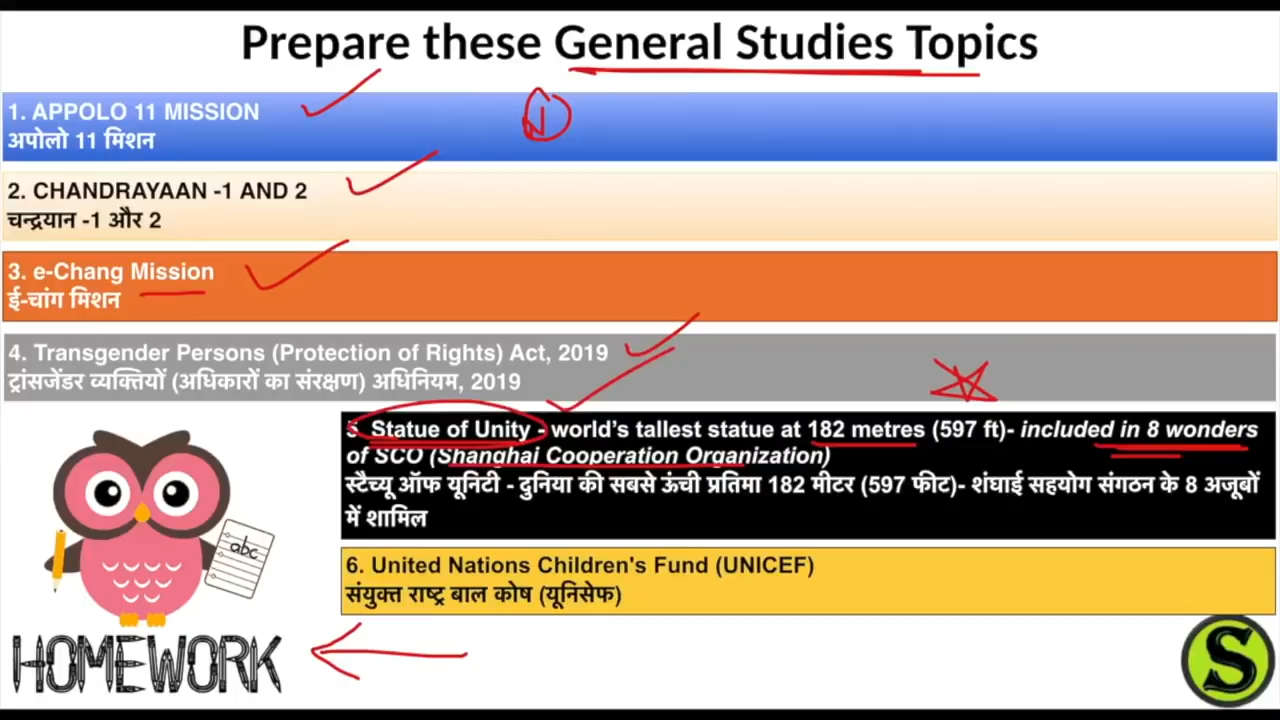 Prepare these General Studies Topics
1. APPOLO 11 MISSION
अपोलो 11 मिशन
2. CHANDRAYAAN -1 AND 2
चन्द्रयान -1 और 2
3. e-Chang Mission
ई-चांग मिशन
4. Transgender Persons (Protection of Rights) Act, 2019
ट्रांसजेंडर व्यक्तियों (अधिकारों का संरक्षण) अधिनियम, 2019
5. Statue of Unity - world's tallest statue at 182 metres (597 ft)- included in 8 wonders
of SCO (Shanghai Cooperation Organization)
स्टैच्यू ऑफ यूनिटी - दुनिया की सबसे ऊंची प्रतिमा 182 मीटर (597 फीट)- शंघाई सहयोग संगठन के 8 अजूबों
में शामिल
6. United Nations Children's Fund (UNICEF)
संयुक्त राष्ट्र बाल कोष (यूनिसेफ)
abc
HOMEWORK
S